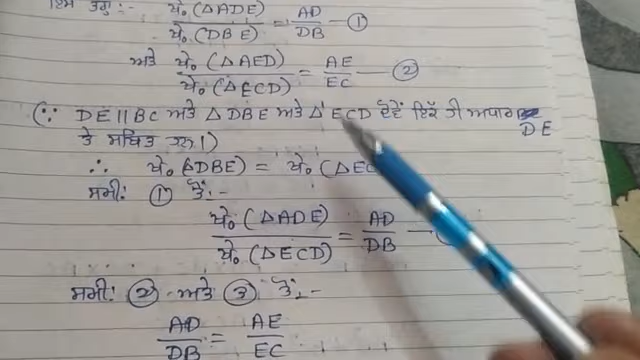 ਇਸ ਤਰ੍ਹਾਂ :- ਖੇ. (△ADE) / ਖੇ. (DBE) = AD / DB — ①
ਅਤੇ ਖੇ. (△AED) / ਖੇ. (△ECD) = AE / EC — ②
(∵ DE || BC ਅਤੇ △DBE ਅਤੇ △ECD ਦੋਵੇਂ ਇੱਕੋ ਹੀ ਅਧਾਰ
DE
ਤੇ ਸਥਿਤ ਹਨ।)
∴ ਖੇ. (△DBE) = ਖੇ. (△EC
ਸਮੀ: ① ਤੋਂ:-
ਖੇ. (△ADE) / ਖੇ. (△ECD) = AD / DB —
ਸਮੀ: ② ਅਤੇ ③ ਤੋਂ:-
AD / DB = AE / EC